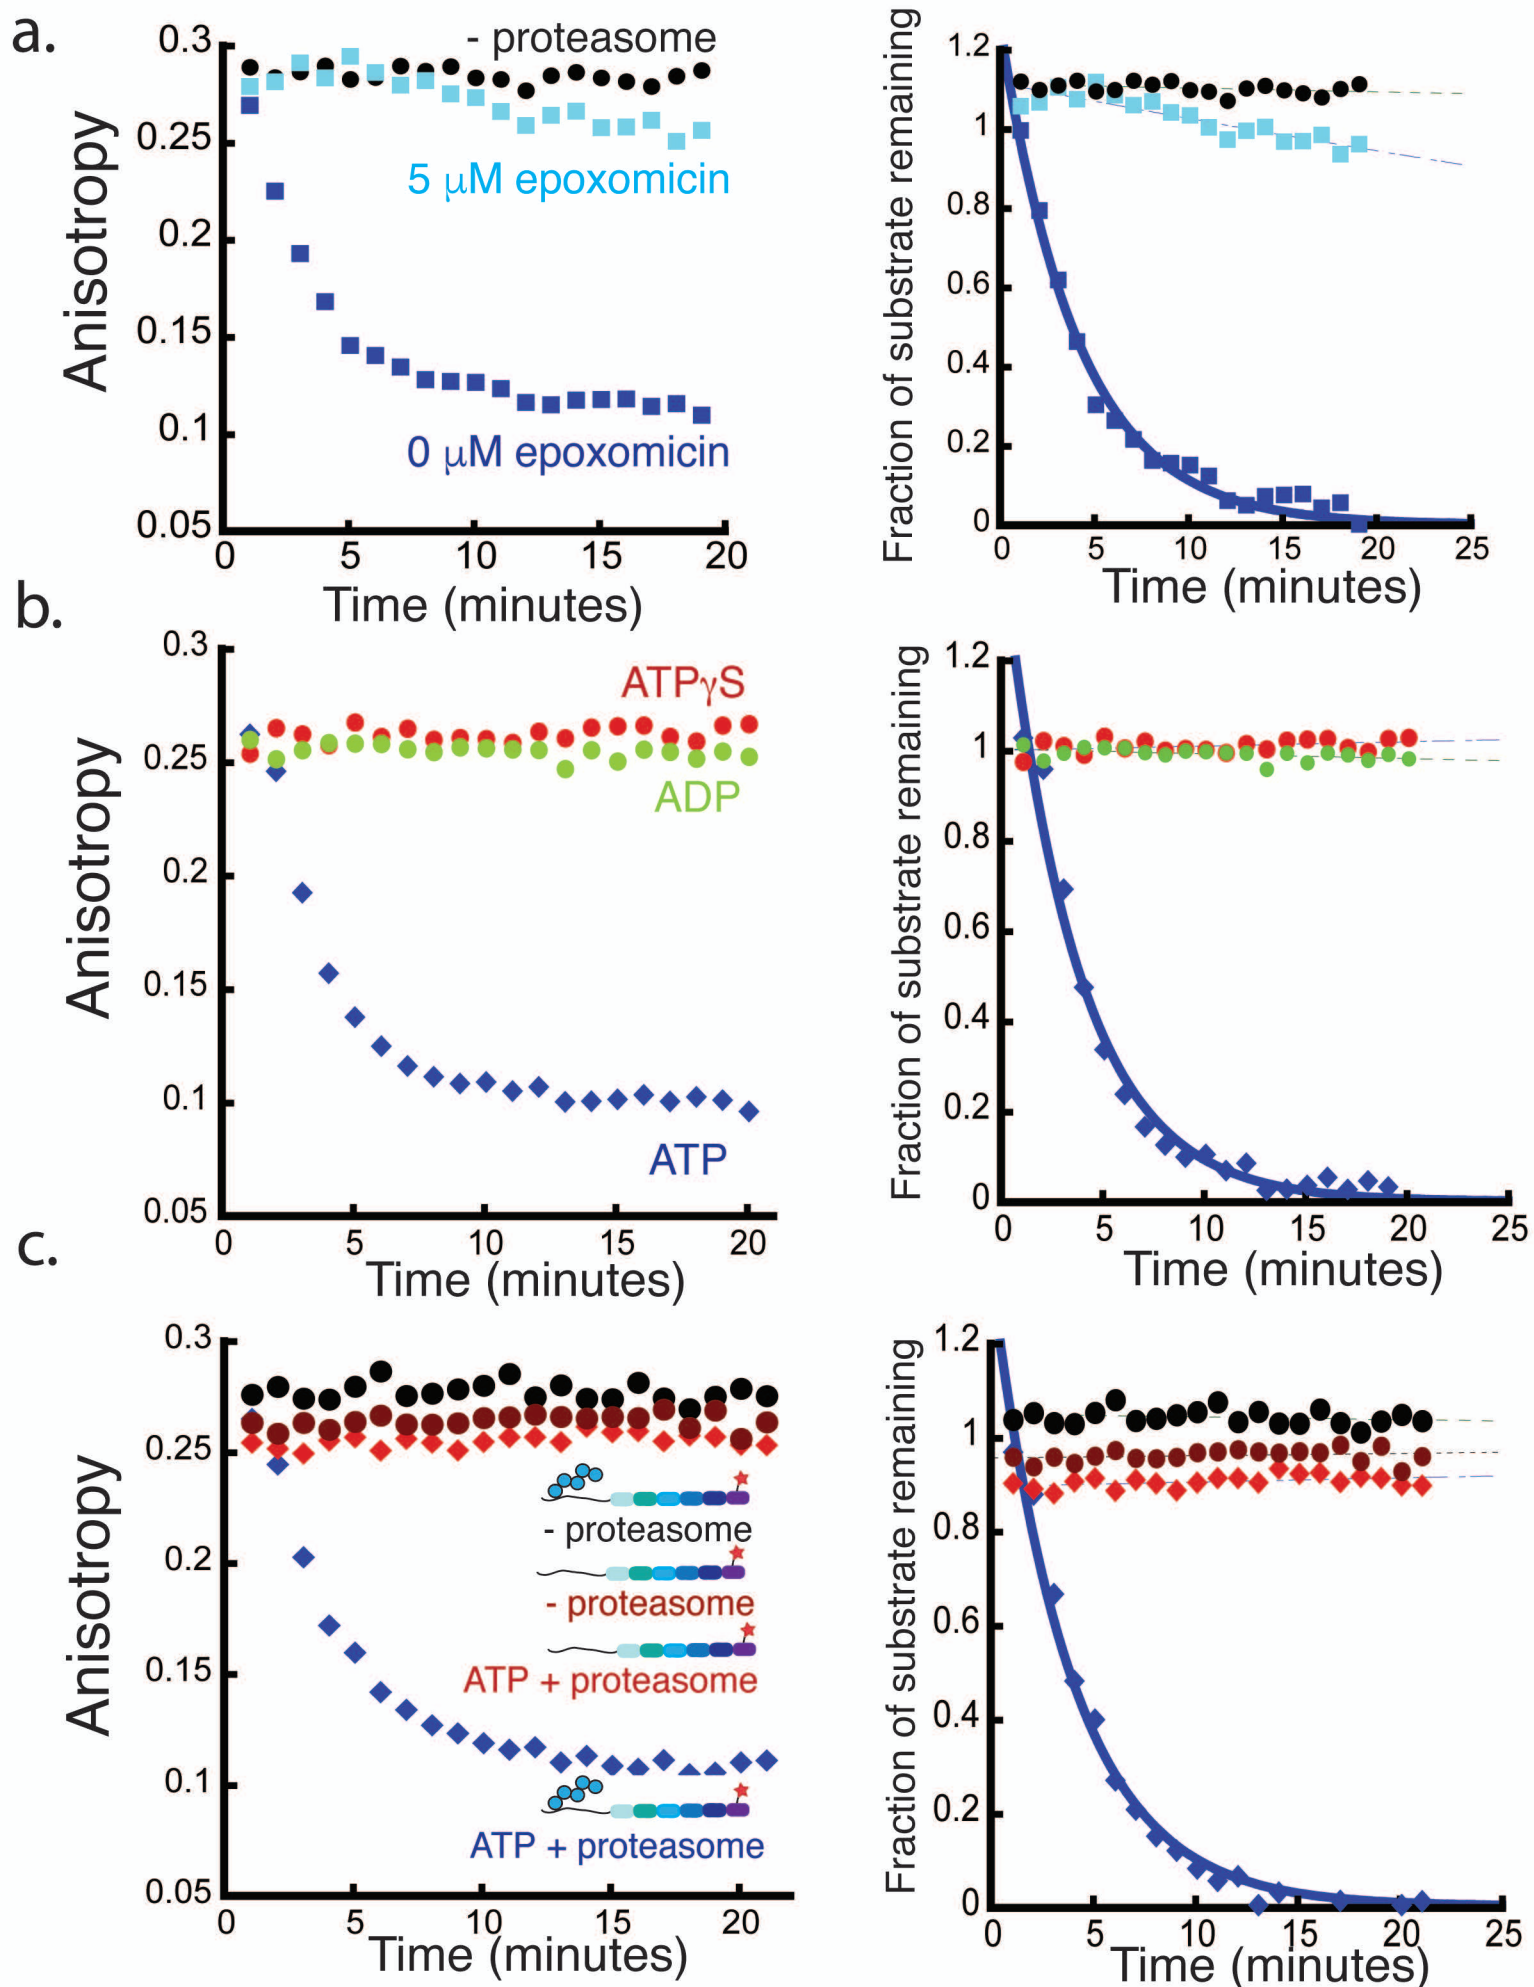 a.
Anisotropy
0.3
0.25
0.2
0.15
0.1
0.05
- proteasome
5 μM epoxomicin
0 μM epoxomicin
0 5 10 15 20
Time (minutes)
Fraction of substrate remaining
1.2
1
0.8
0.6
0.4
0.2
0
0 5 10 15 20 25
Time (minutes)
b.
Anisotropy
0.3
0.25
0.2
0.15
0.1
0.05
ATPγS
ADP
ATP
0 5 10 15 20
Time (minutes)
Fraction of substrate remaining
1.2
1
0.8
0.6
0.4
0.2
0
0 5 10 15 20 25
Time (minutes)
c.
Anisotropy
0.3
0.25
0.2
0.15
0.1
0.05
- proteasome
- proteasome
ATP + proteasome
ATP + proteasome
0 5 10 15 20
Time (minutes)
Fraction of substrate remaining
1.2
1
0.8
0.6
0.4
0.2
0
0 5 10 15 20 25
Time (minutes)